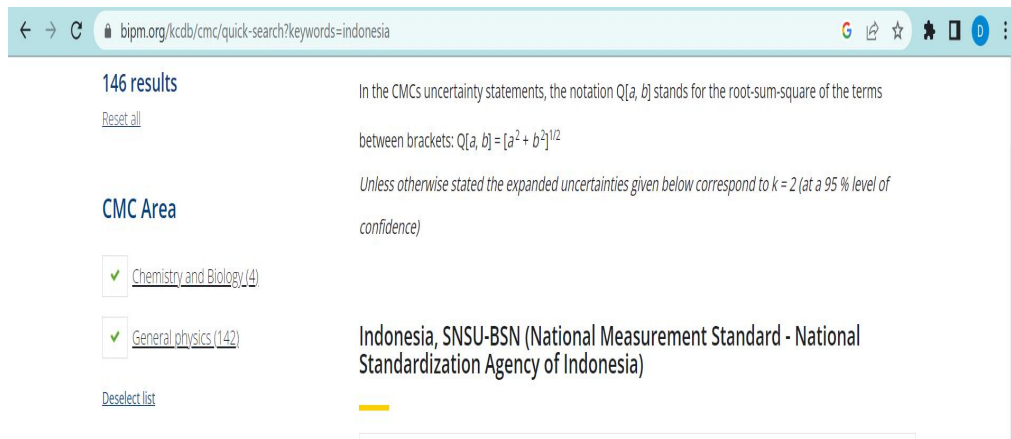 bipm.org/kcdb/cmc/quick-search?keywords=indonesia
G
D
146 results
Reset all
CMC Area
Chemistry and Biology (4)
General physics (142)
Deselect list
In the CMCs uncertainty statements, the notation Q[a, b] stands for the root-sum-square of the terms
between brackets: Q[a, b] = [a² + b²]¹/²
Unless otherwise stated the expanded uncertainties given below correspond to k = 2 (at a 95 % level of
confidence)
Indonesia, SNSU-BSN (National Measurement Standard - National
Standardization Agency of Indonesia)